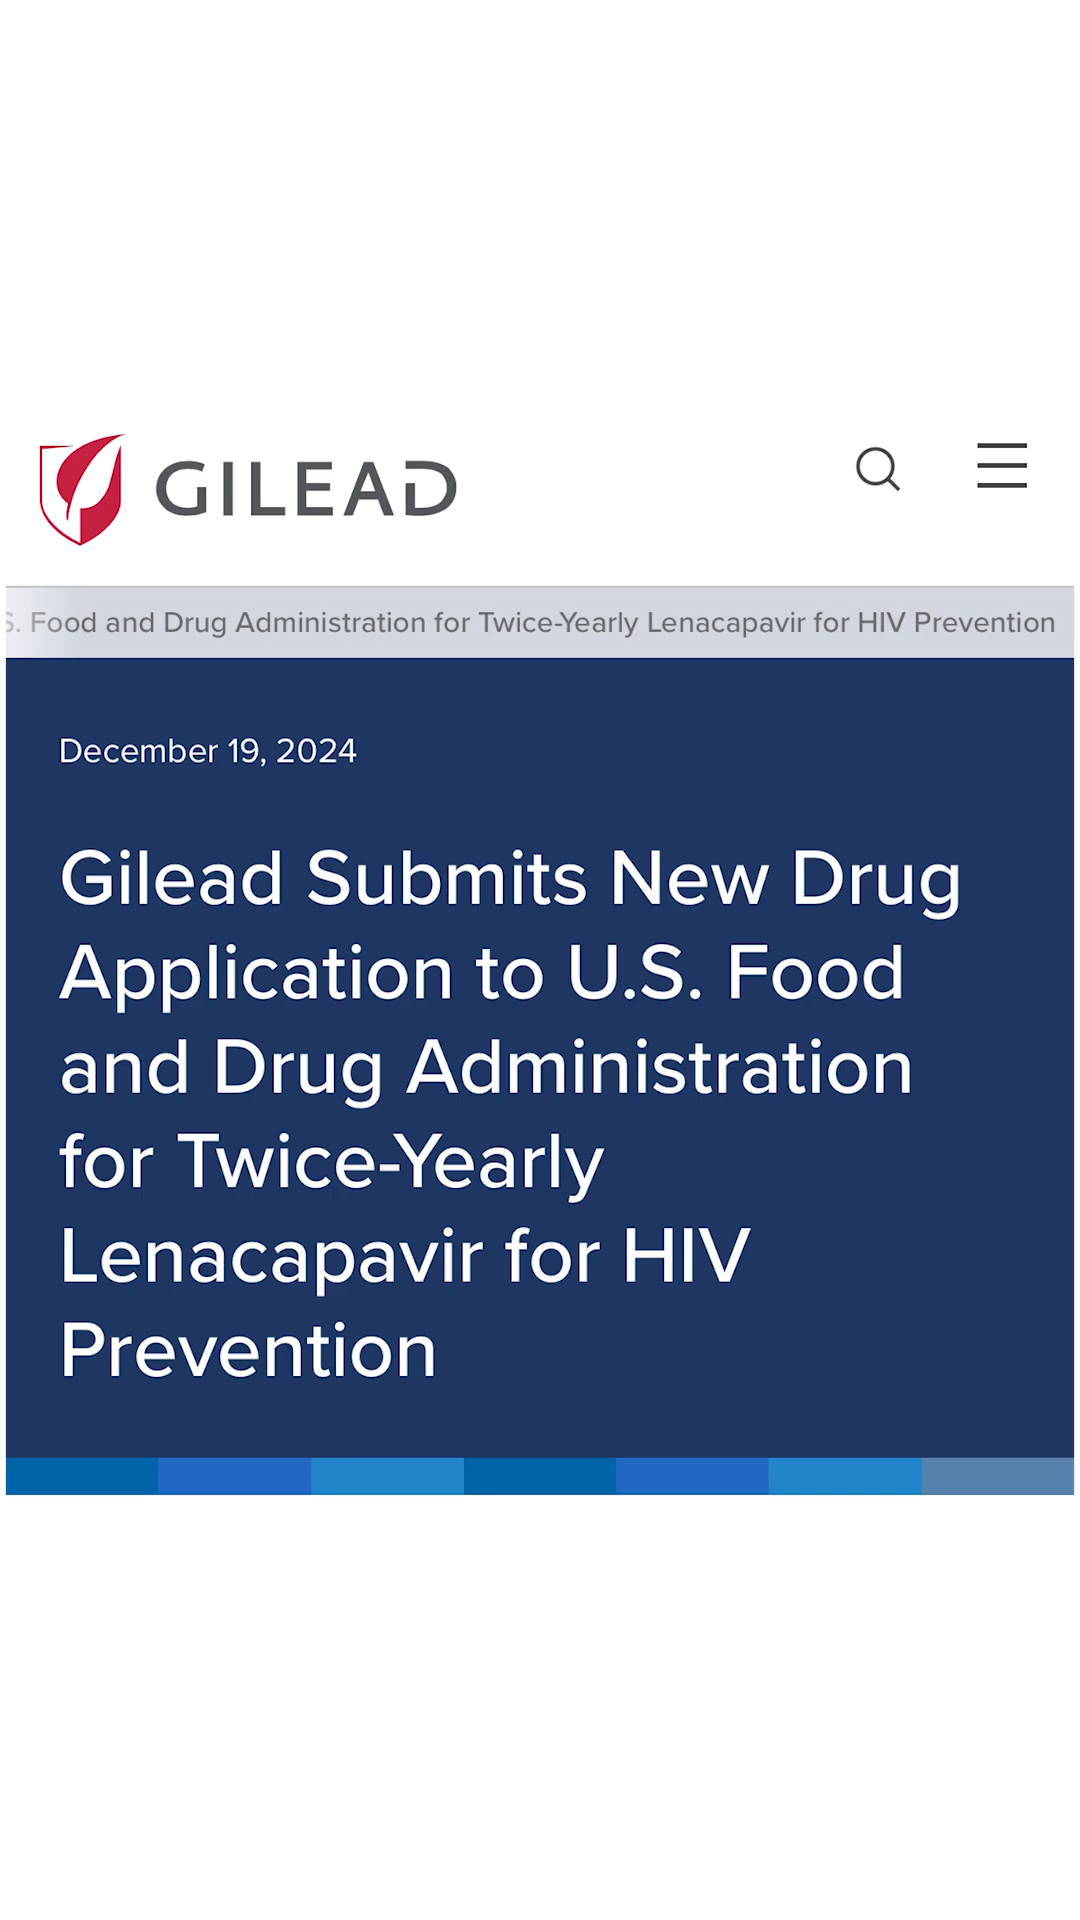 GILEAD
. Food and Drug Administration for Twice-Yearly Lenacapavir for HIV Prevention
December 19, 2024
Gilead Submits New Drug
Application to U.S. Food
and Drug Administration
for Twice-Yearly
Lenacapavir for HIV
Prevention